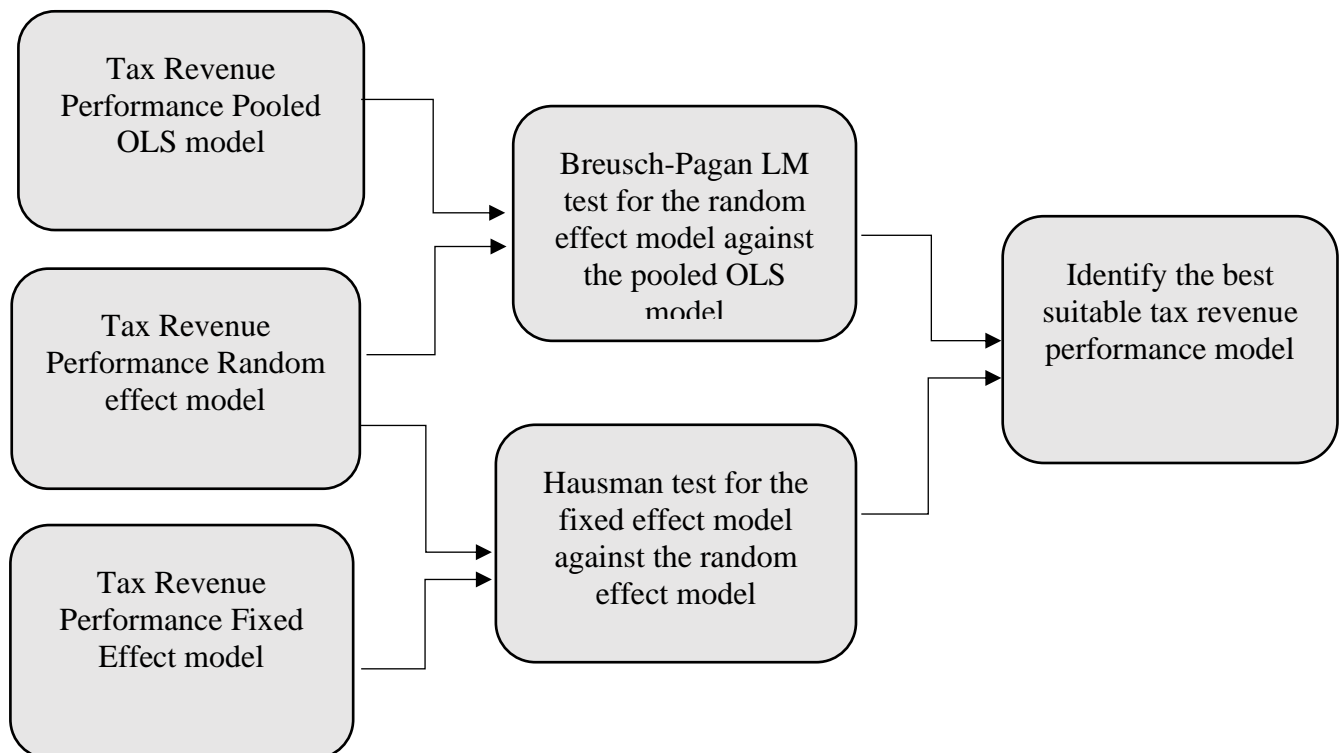 Tax Revenue
Performance Pooled
OLS model
Tax Revenue
Performance Random
effect model
Tax Revenue
Performance Fixed
Effect model
Breusch-Pagan LM
test for the random
effect model against
the pooled OLS
model
Hausman test for the
fixed effect model
against the random
effect model
Identify the best
suitable tax revenue
performance model